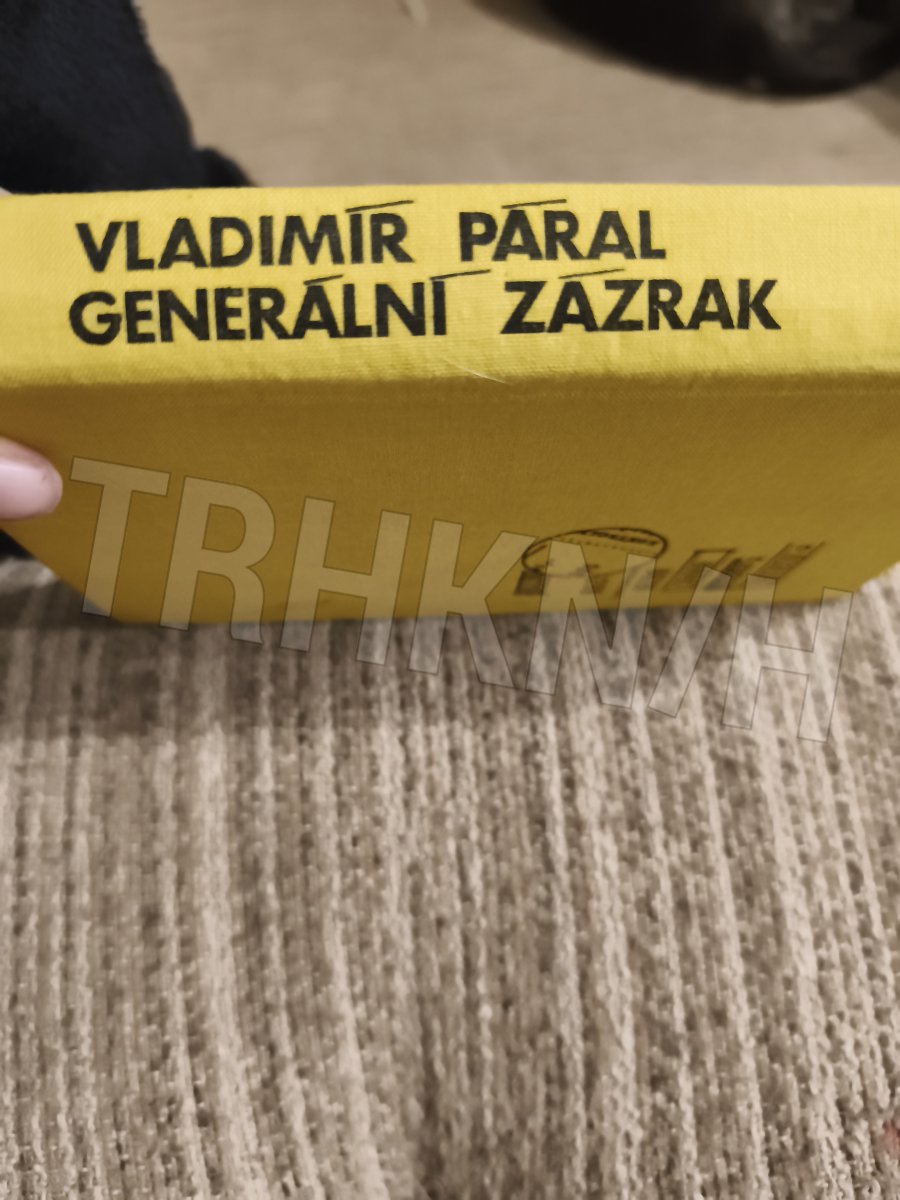 VLADIMÍR PÁRAL
GENERÁLNÍ ZÁZRAK
TRHKNIH